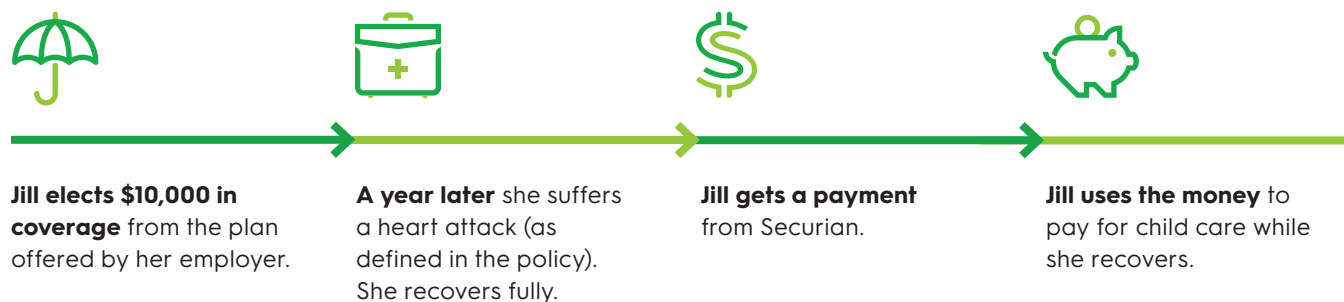 Jill elects $10,000 in
coverage from the plan
offered by her employer.
A year later she suffers
a heart attack (as
defined in the policy).
She recovers fully.
Jill gets a payment
from Securian.
Jill uses the money to
pay for child care while
she recovers.